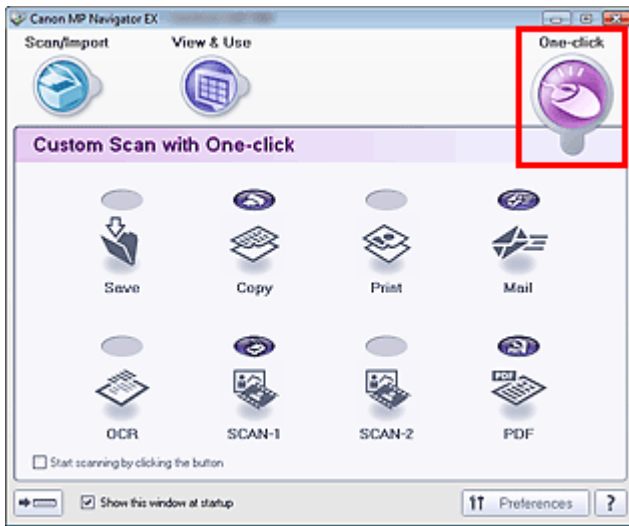 Canon MP Navigator EX
Scan/Import View & Use One-click
Custom Scan with One-click
Save Copy Print Mail
PDF
OCR SCAN-1 SCAN-2 PDF
Start scanning by clicking the button
Show this window at startup Preferences ?